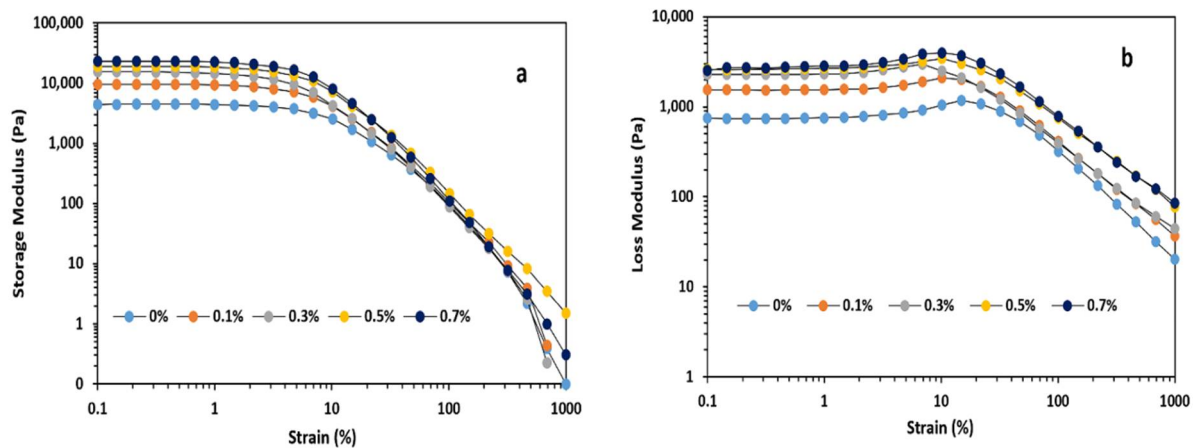 100,000
10,000
1,000
100
10
1
0
0.1 1 10 100 1000
Storage Modulus (Pa)
Strain (%)
a
0% 0.1% 0.3% 0.5% 0.7%
10,000
1,000
100
10
1
0.1 1 10 100 1000
Loss Modulus (Pa)
Strain (%)
b
0% 0.1% 0.3% 0.5% 0.7%